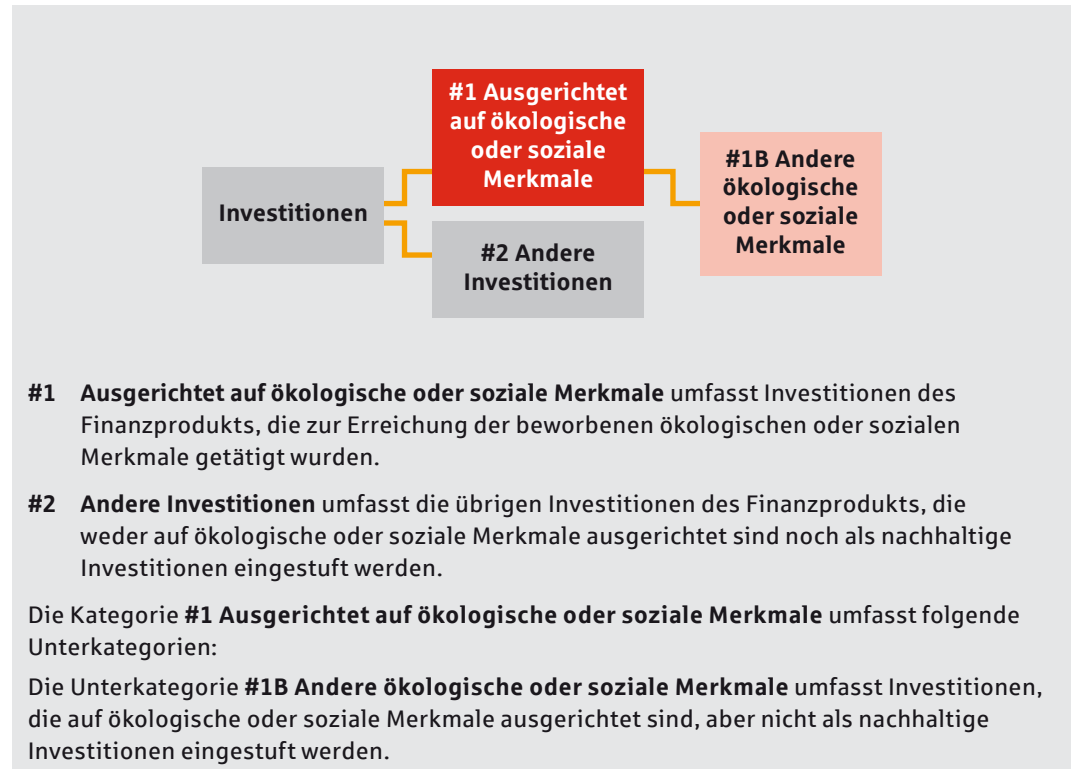 #1 Ausgerichtet
auf ökologische
oder soziale
Merkmale
#1B Andere
ökologische
oder soziale
Merkmale
Investitionen
#2 Andere
Investitionen
#1 Ausgerichtet auf ökologische oder soziale Merkmale umfasst Investitionen des
Finanzprodukts, die zur Erreichung der beworbenen ökologischen oder sozialen
Merkmale getätigt wurden.
#2 Andere Investitionen umfasst die übrigen Investitionen des Finanzprodukts, die
weder auf ökologische oder soziale Merkmale ausgerichtet sind noch als nachhaltige
Investitionen eingestuft werden.
Die Kategorie #1 Ausgerichtet auf ökologische oder soziale Merkmale umfasst folgende
Unterkategorien:
Die Unterkategorie #1B Andere ökologische oder soziale Merkmale umfasst Investitionen,
die auf ökologische oder soziale Merkmale ausgerichtet sind, aber nicht als nachhaltige
Investitionen eingestuft werden.